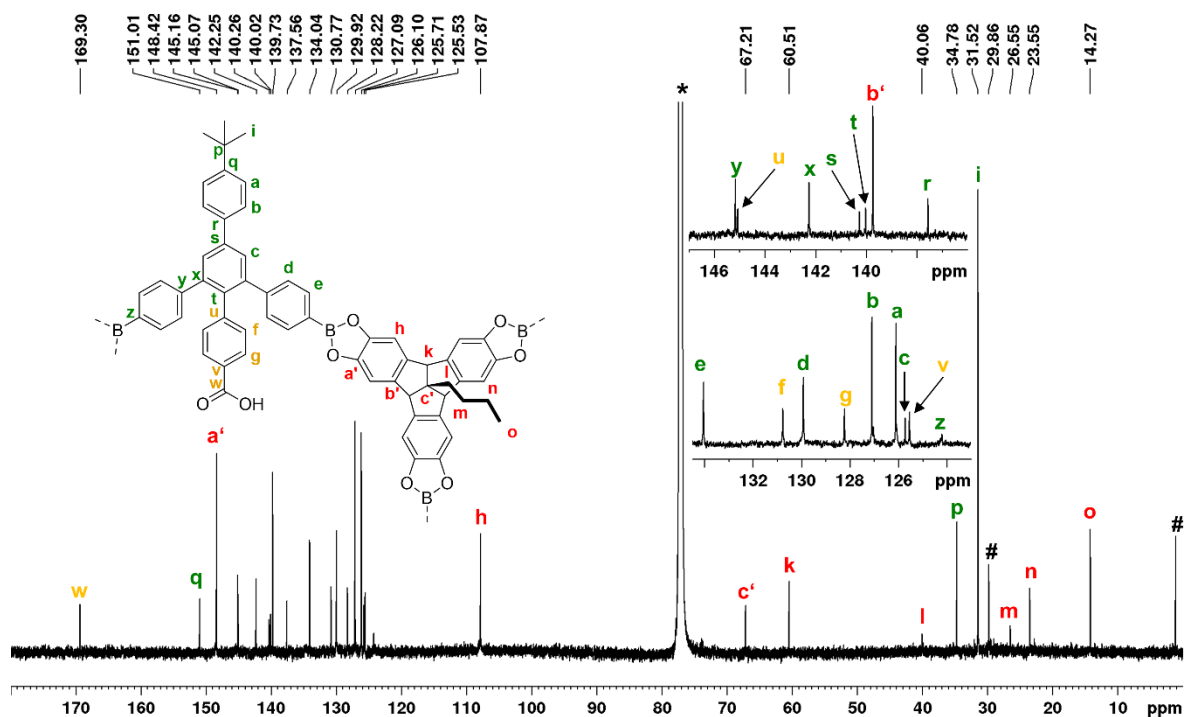 169.30 151.01 148.42 145.16 145.07 142.25 140.26 140.02 139.73 137.56 134.04 130.77 129.92 128.22 127.09 126.10 125.71 125.53 107.87 67.21 60.51 40.06 34.78 31.52 29.86 26.55 23.55 14.27
*
b'
t
s
u
y
x
r
i
146 144 142 140 ppm
b
a
e
d
c
v
f
g
z
132 130 128 126 ppm
i
p
q
a
b
r
s
c
y
x
d
e
z
t
B
u
f
g
v
w
O
OH
B
O
O
h
k
a'
b'
l
c'
n
m
o
O
O
B
O
O
B
a'
h
w
q
c'
k
l
p
#
m
n
o
#
170 160 150 140 130 120 110 100 90 80 70 60 50 40 30 20 10 ppm